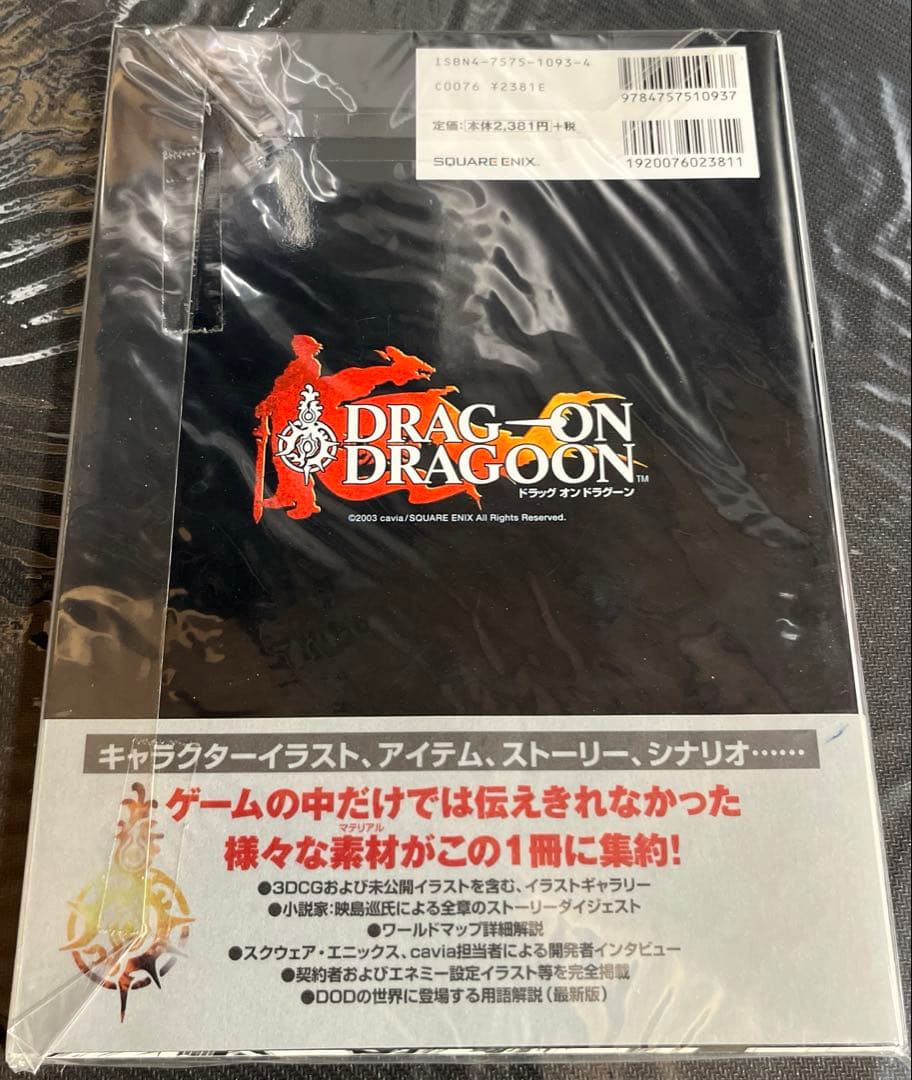 ISBN4-7575-1093-4
C0076 ¥2381E
9784757510937
定価:本体2,381円+税
SQUARE ENIX.
1920076023811
DRAG-ON
DRAGOON™
ドラッグ オン ドラグーン
©2003 cavia/SQUARE ENIX All Rights Reserved.
キャラクターイラスト、アイテム、ストーリー、シナリオ……
ゲームの中だけでは伝えきれなかった
マテリアル
様々な素材がこの1冊に集約!
●3DCGおよび未公開イラストを含む、イラストギャラリー
●小説家:映島巡氏による全章のストーリーダイジェスト
●ワールドマップ詳細解説
●スクウェア・エニックス、cavia担当者による開発者インタビュー
●契約者およびエネミー設定イラスト等を完全掲載
●DODの世界に登場する用語解説(最新版)